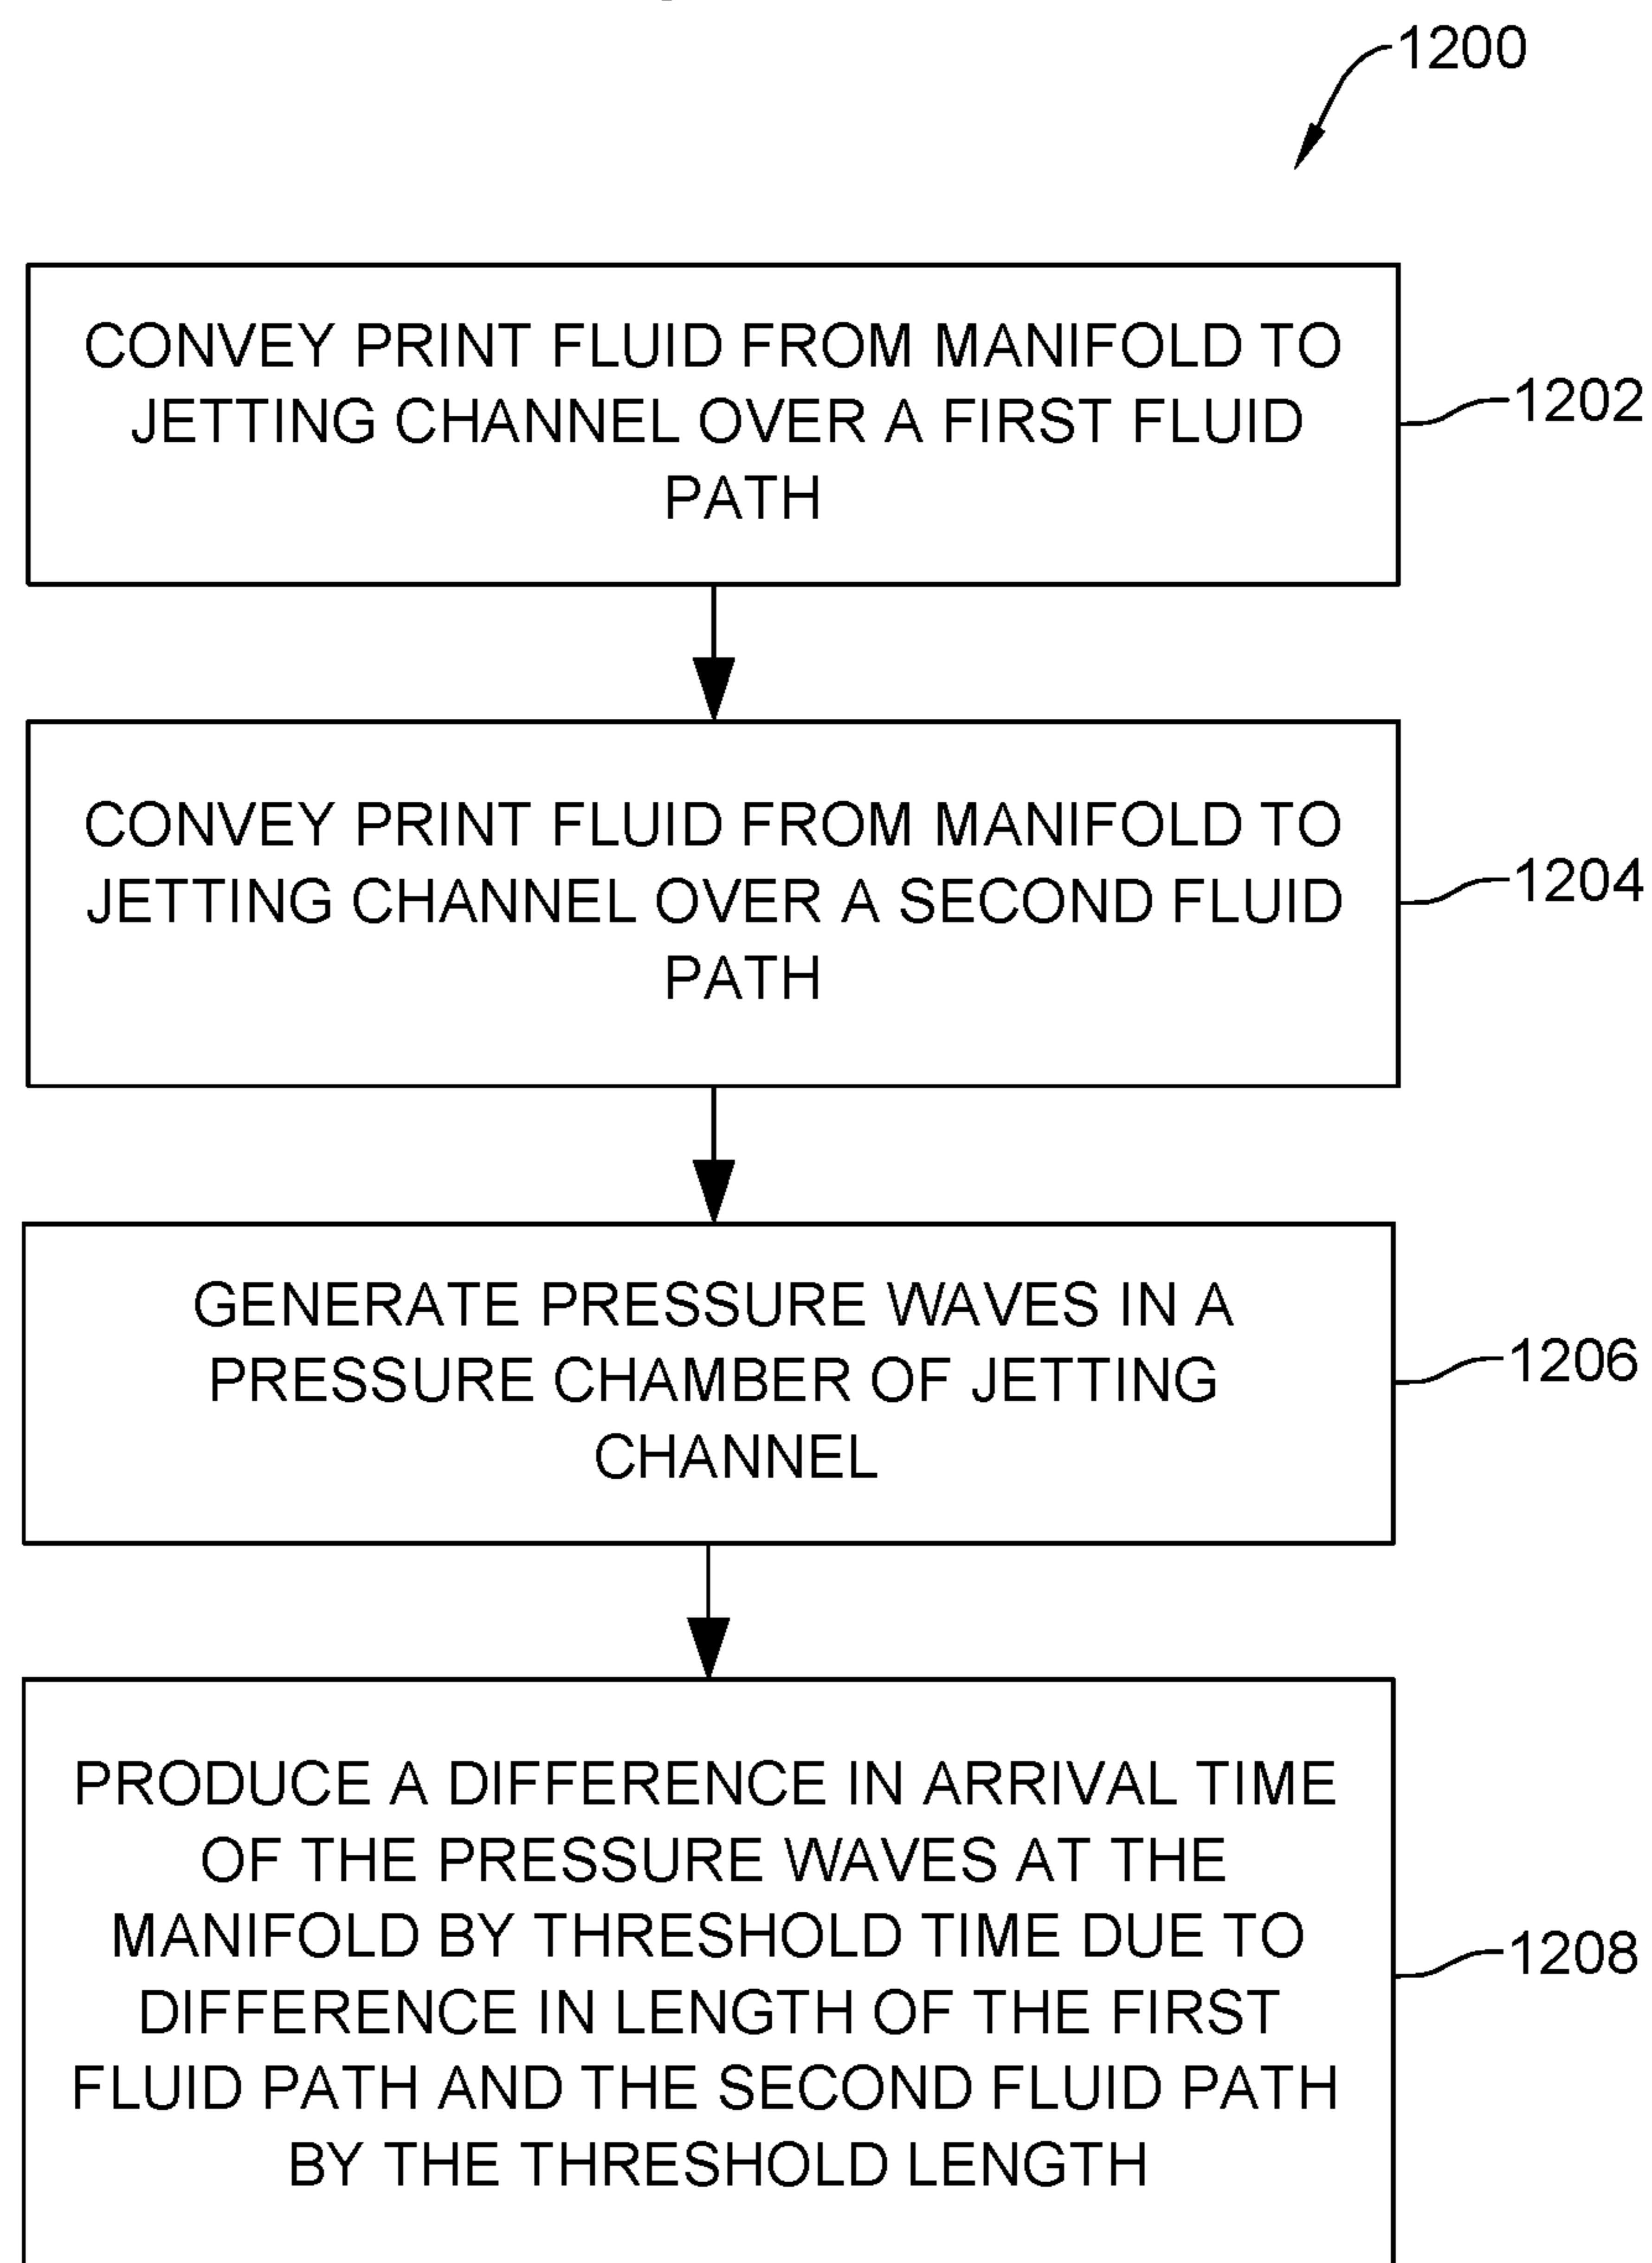 1200
CONVEY PRINT FLUID FROM MANIFOLD TO
JETTING CHANNEL OVER A FIRST FLUID
PATH
1202
CONVEY PRINT FLUID FROM MANIFOLD TO
JETTING CHANNEL OVER A SECOND FLUID
PATH
1204
GENERATE PRESSURE WAVES IN A
PRESSURE CHAMBER OF JETTING
CHANNEL
1206
PRODUCE A DIFFERENCE IN ARRIVAL TIME
OF THE PRESSURE WAVES AT THE
MANIFOLD BY THRESHOLD TIME DUE TO
DIFFERENCE IN LENGTH OF THE FIRST
FLUID PATH AND THE SECOND FLUID PATH
BY THE THRESHOLD LENGTH
1208